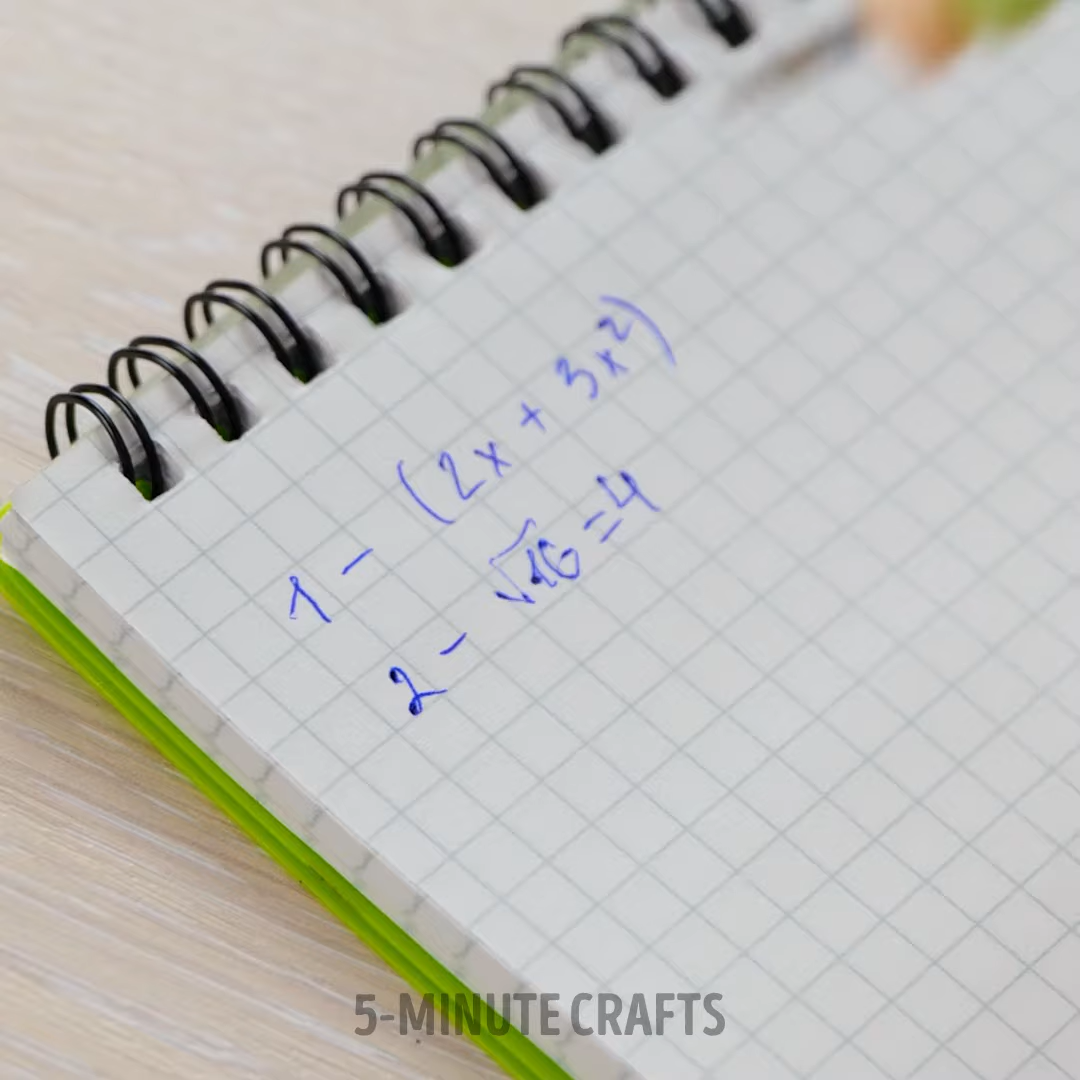 1 - (2x + 3x²)
2 - √16 = 4
5-MINUTE CRAFTS